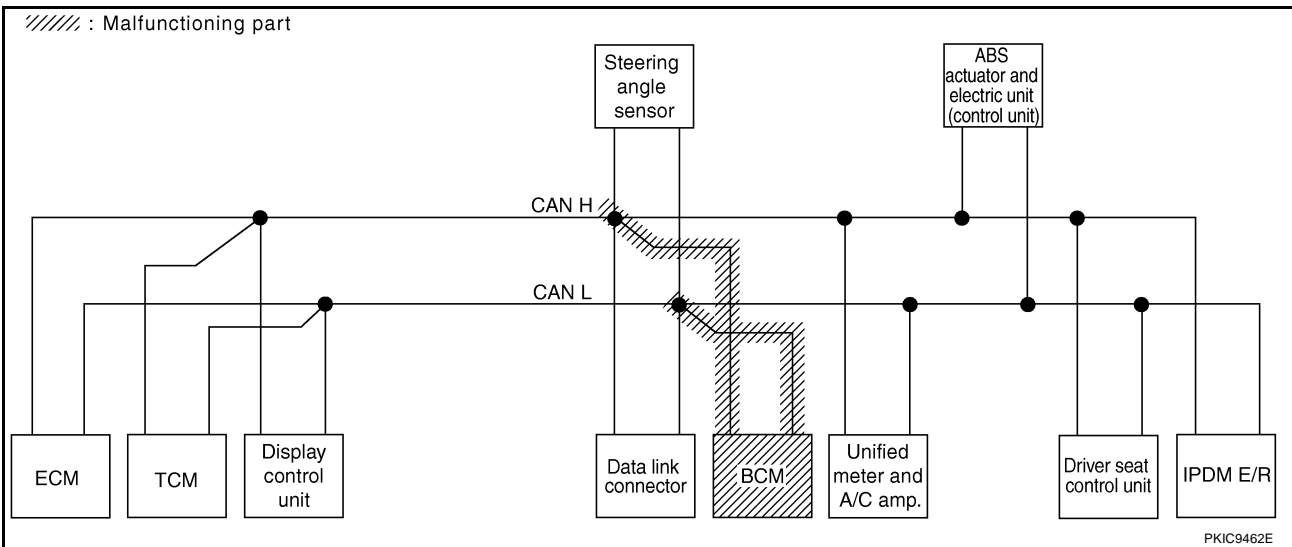 : Malfunctioning part
Steering
angle
sensor
ABS
actuator and
electric unit
(control unit)
CAN H
CAN L
ECM
TCM
Display
control
unit
Data link
connector
BCM
Unified
meter and
A/C amp.
Driver seat
control unit
IPDM E/R
PKIC9462E